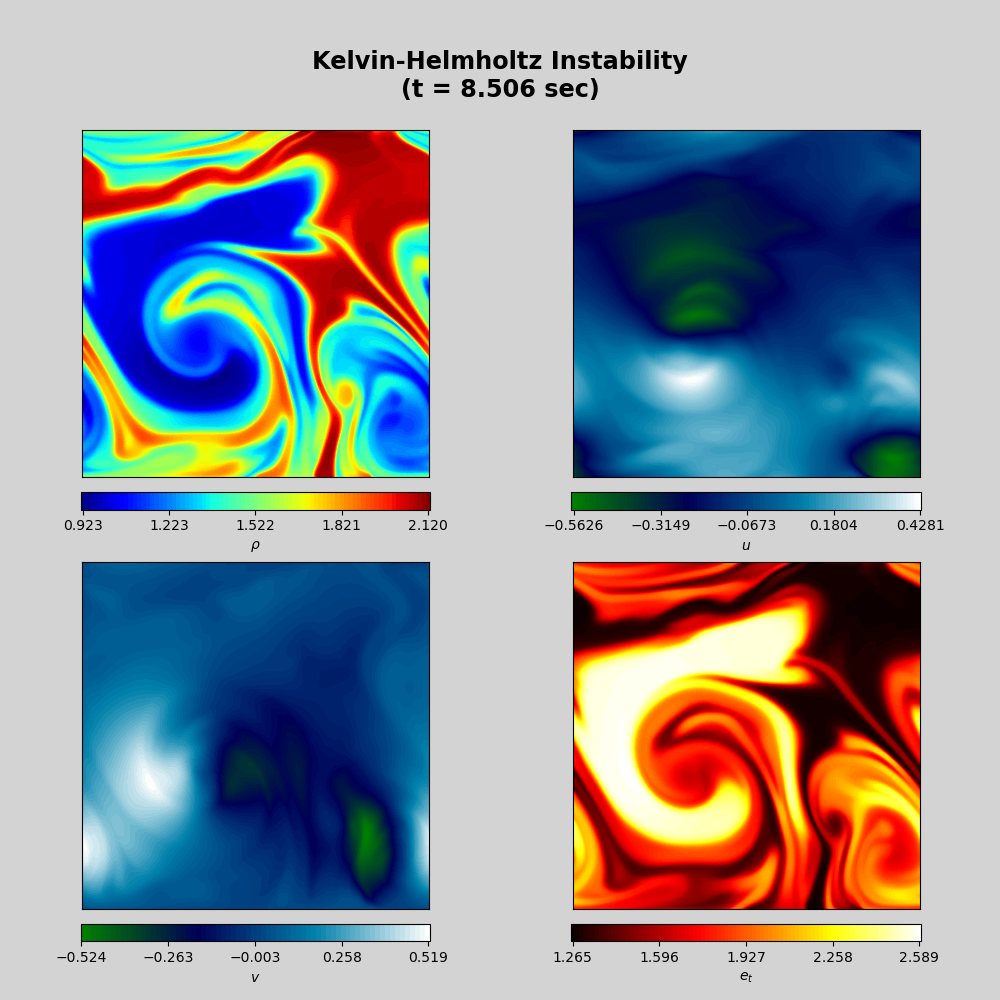 Kelvin-Helmholtz Instability
(t = 8.506 sec)
0.923 1.223 1.522 1.821 2.120
ρ
−0.5626 −0.3149 −0.0673 0.1804 0.4281
u
−0.524 −0.263 −0.003 0.258 0.519
v
1.265 1.596 1.927 2.258 2.589
e_t